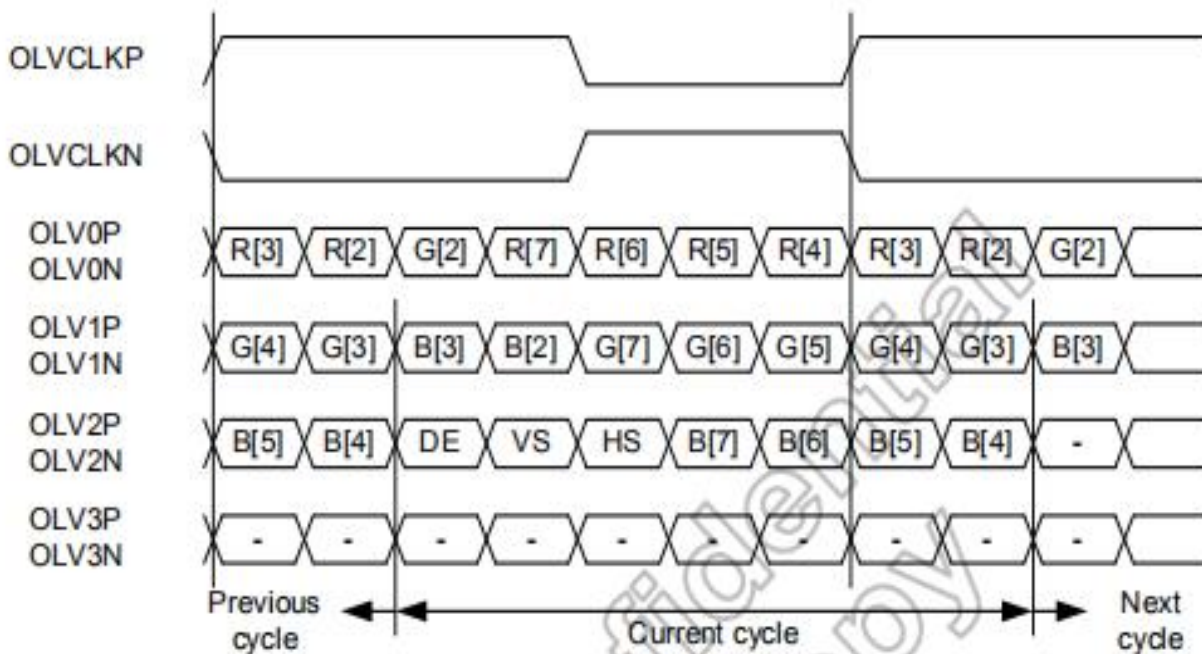 OLVCLKP
OLVCLKN
OLV0P
OLV0N
R[3] R[2] G[2] R[7] R[6] R[5] R[4] R[3] R[2] G[2]
OLV1P
OLV1N
G[4] G[3] B[3] B[2] G[7] G[6] G[5] G[4] G[3] B[3]
OLV2P
OLV2N
B[5] B[4] DE VS HS B[7] B[6] B[5] B[4] -
OLV3P
OLV3N
- - - - - - - - - -
Previous cycle
Current cycle
Next cycle